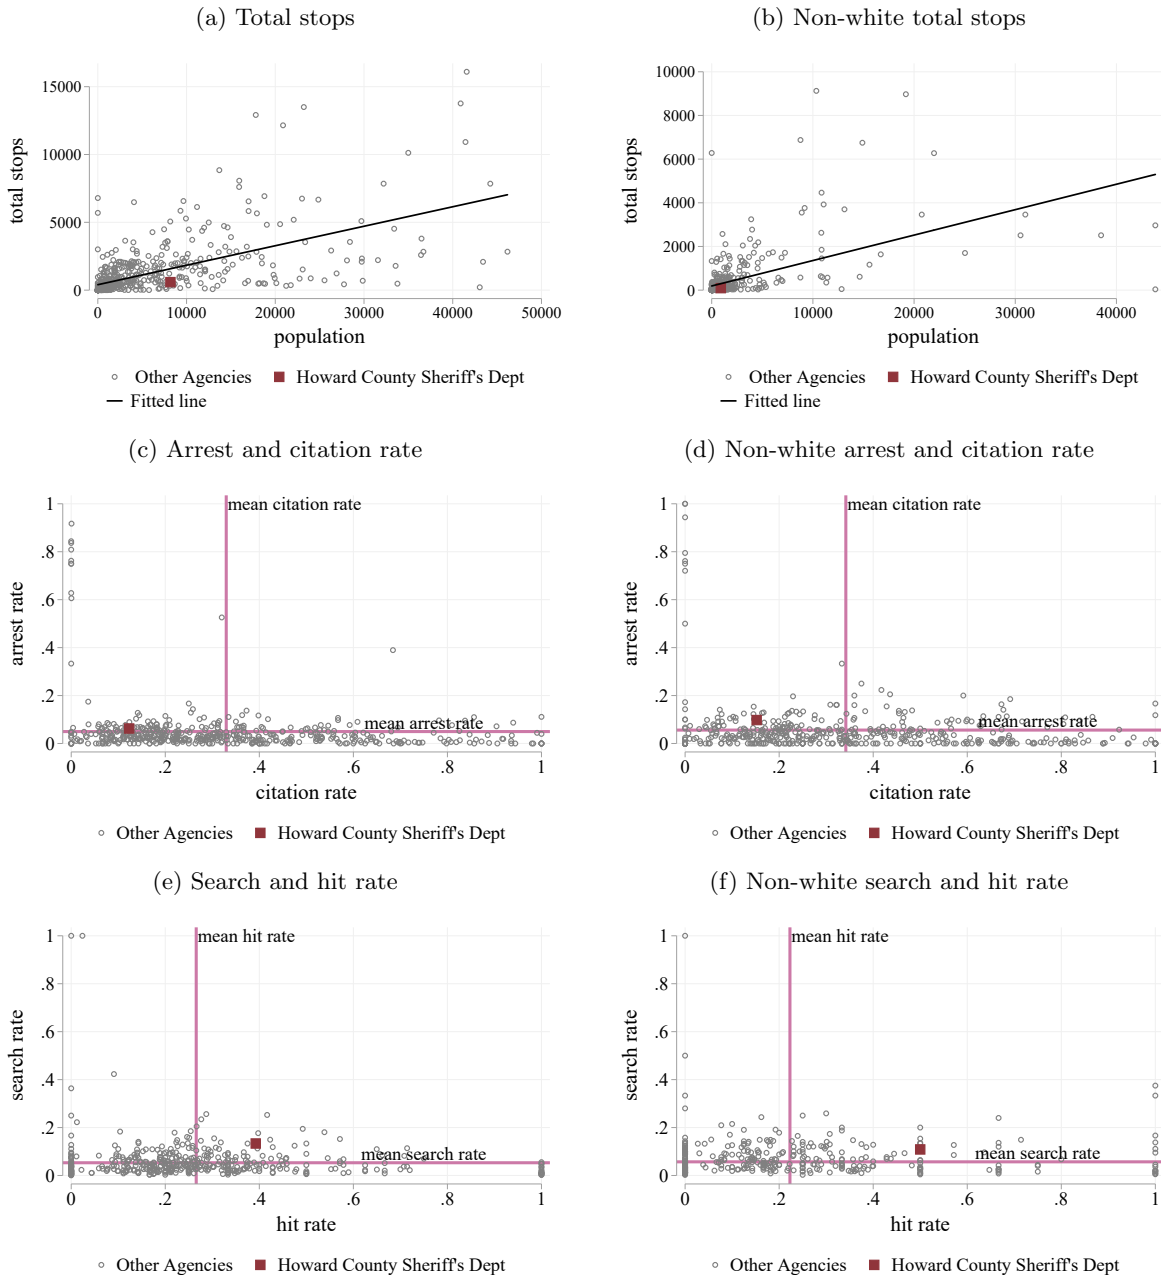 (a) Total stops
(b) Non-white total stops
total stops
15000
10000
5000
0
0 10000 20000 30000 40000 50000
population
Other Agencies Howard County Sheriff's Dept
Fitted line
total stops
10000
8000
6000
4000
2000
0
0 10000 20000 30000 40000
population
Other Agencies Howard County Sheriff's Dept
Fitted line
(c) Arrest and citation rate
(d) Non-white arrest and citation rate
arrest rate
1
.8
.6
.4
.2
0
mean citation rate
mean arrest rate
0 .2 .4 .6 .8 1
citation rate
Other Agencies Howard County Sheriff's Dept
arrest rate
1
.8
.6
.4
.2
0
mean citation rate
mean arrest rate
0 .2 .4 .6 .8 1
citation rate
Other Agencies Howard County Sheriff's Dept
(e) Search and hit rate
(f) Non-white search and hit rate
search rate
1
.8
.6
.4
.2
0
mean hit rate
mean search rate
0 .2 .4 .6 .8 1
hit rate
Other Agencies Howard County Sheriff's Dept
search rate
1
.8
.6
.4
.2
0
mean hit rate
mean search rate
0 .2 .4 .6 .8 1
hit rate
Other Agencies Howard County Sheriff's Dept